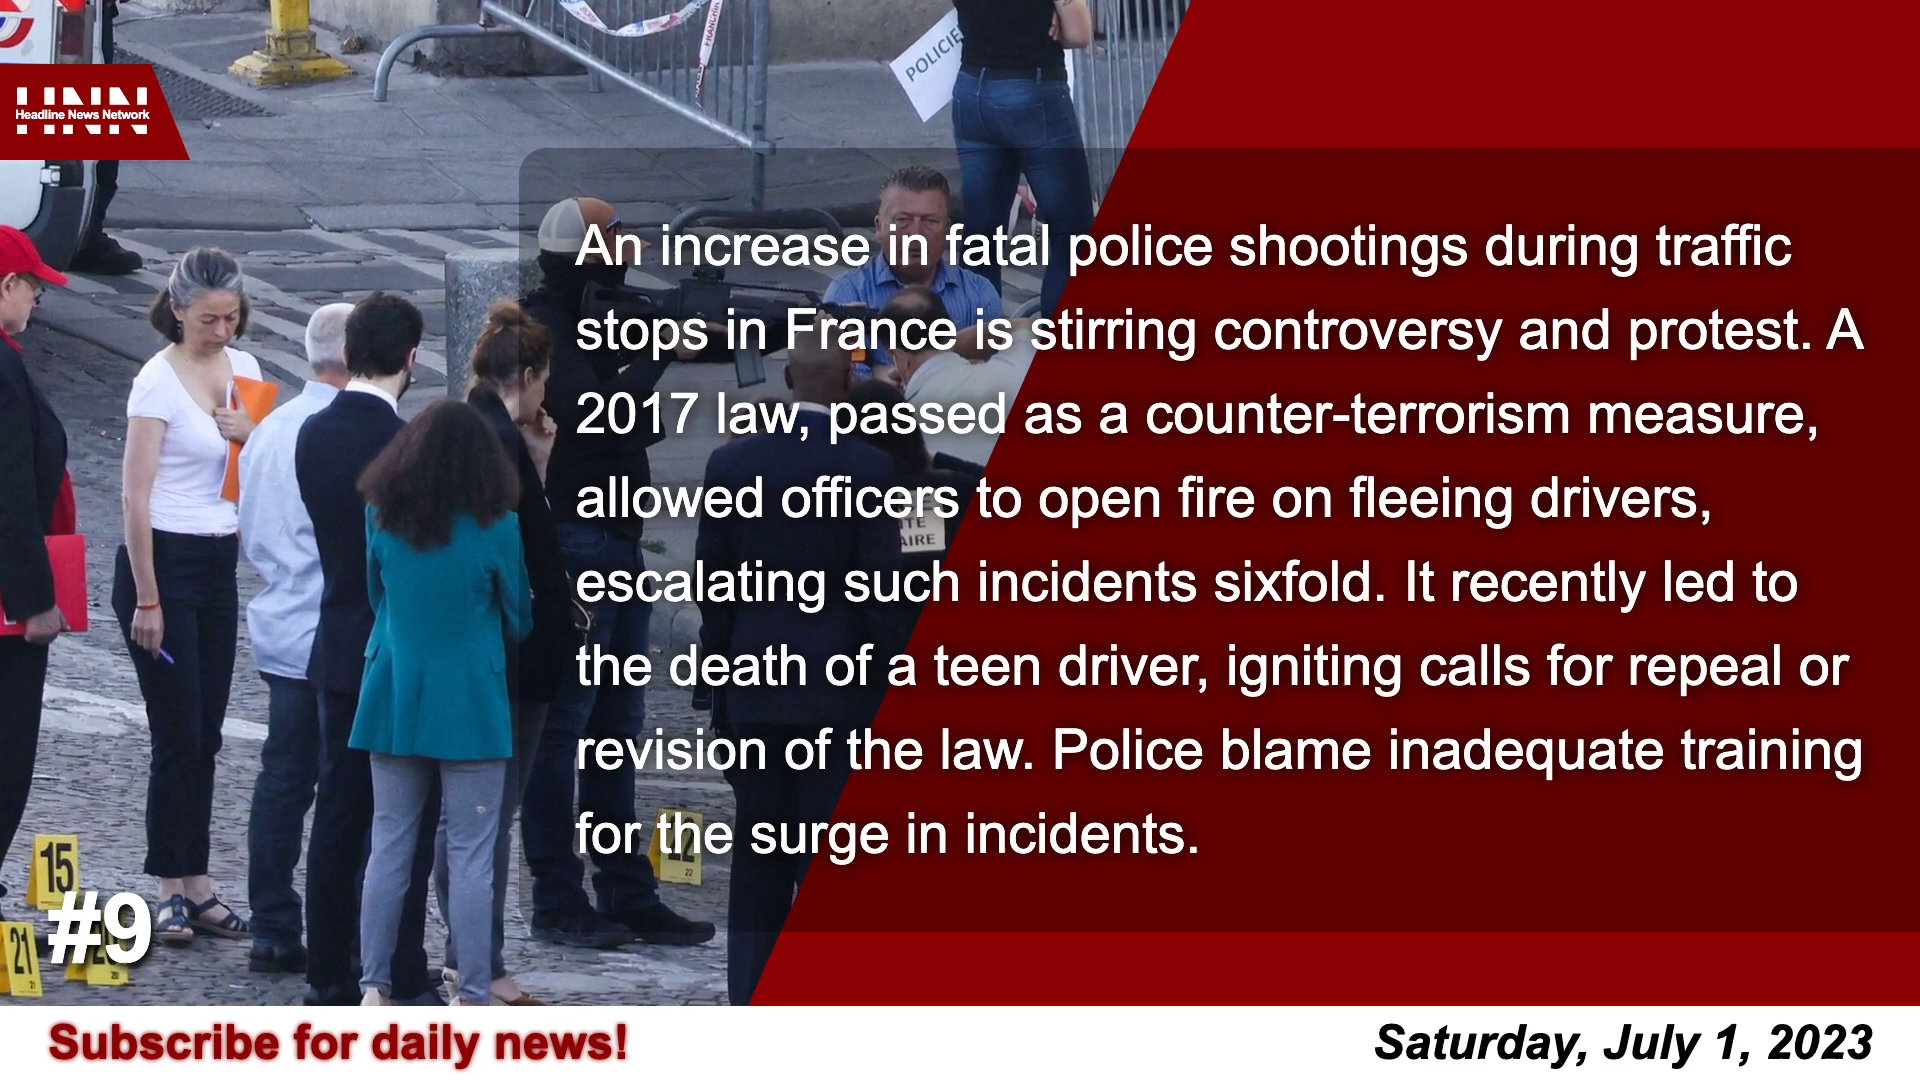 HNN
Headline News Network
POLICIE
An increase in fatal police shootings during traffic
stops in France is stirring controversy and protest. A
2017 law, passed as a counter-terrorism measure,
allowed officers to open fire on fleeing drivers,
escalating such incidents sixfold. It recently led to
the death of a teen driver, igniting calls for repeal or
revision of the law. Police blame inadequate training
for the surge in incidents.
AIRE
15
22
22
#9
21
Subscribe for daily news!
Saturday, July 1, 2023